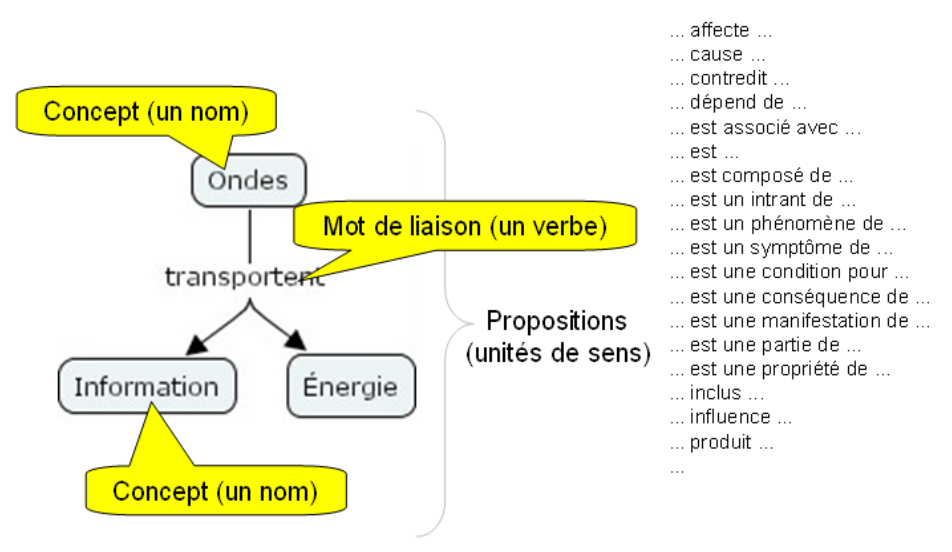 Concept (un nom)
Ondes
Mot de liaison (un verbe)
transportent
Information
Énergie
Concept (un nom)
Propositions
(unités de sens)
... affecte ...
... cause ...
... contredit ...
... dépend de ...
... est associé avec ...
... est ...
... est composé de ...
... est un intrant de ...
... est un phénomène de ...
... est un symptôme de ...
... est une condition pour ...
... est une conséquence de ...
... est une manifestation de ...
... est une partie de ...
... est une propriété de ...
... inclus ...
... influence ...
... produit ...
...